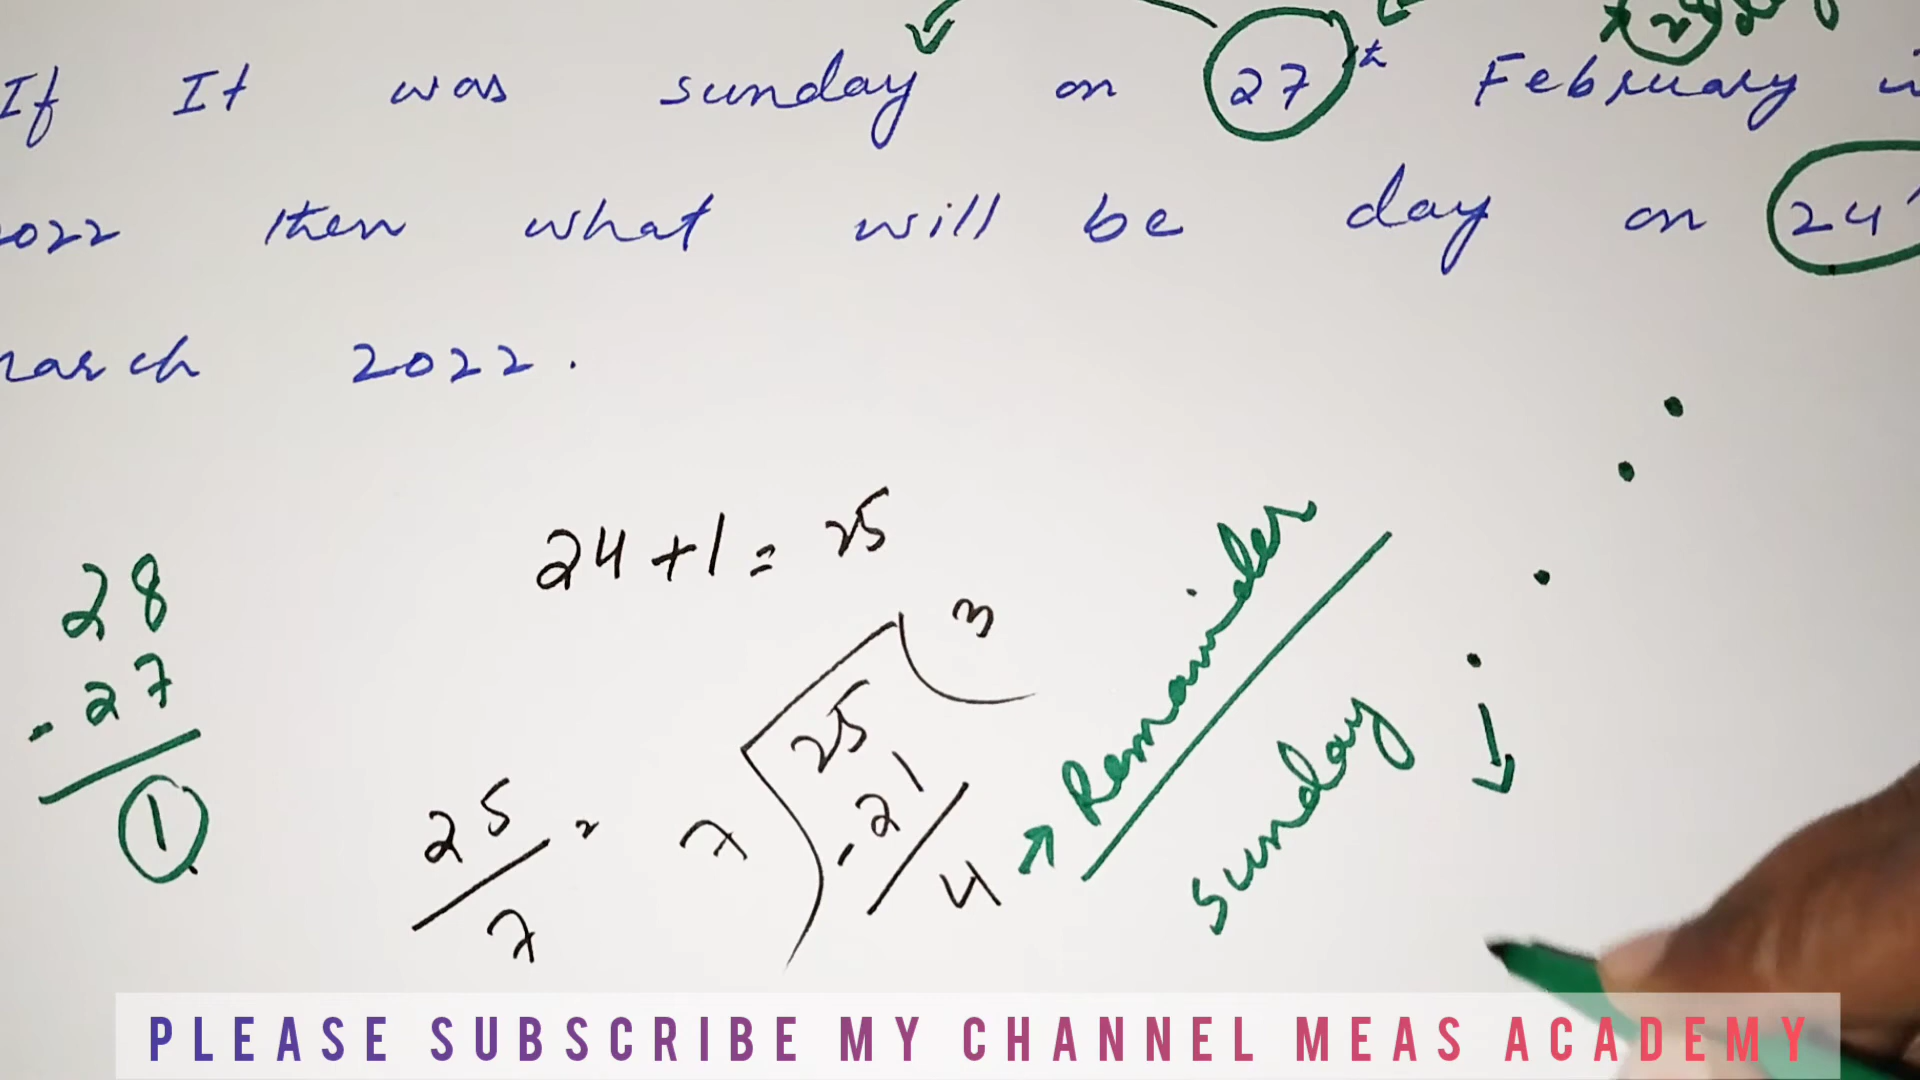 If It was sunday on 27th February
2022 then what will be day on 24
march 2022.
24+1=25
28
-27
1
25/7 =
7 25 3
-21
4
Remainder
sunday
PLEASE SUBSCRIBE MY CHANNEL MEAS ACADEMY